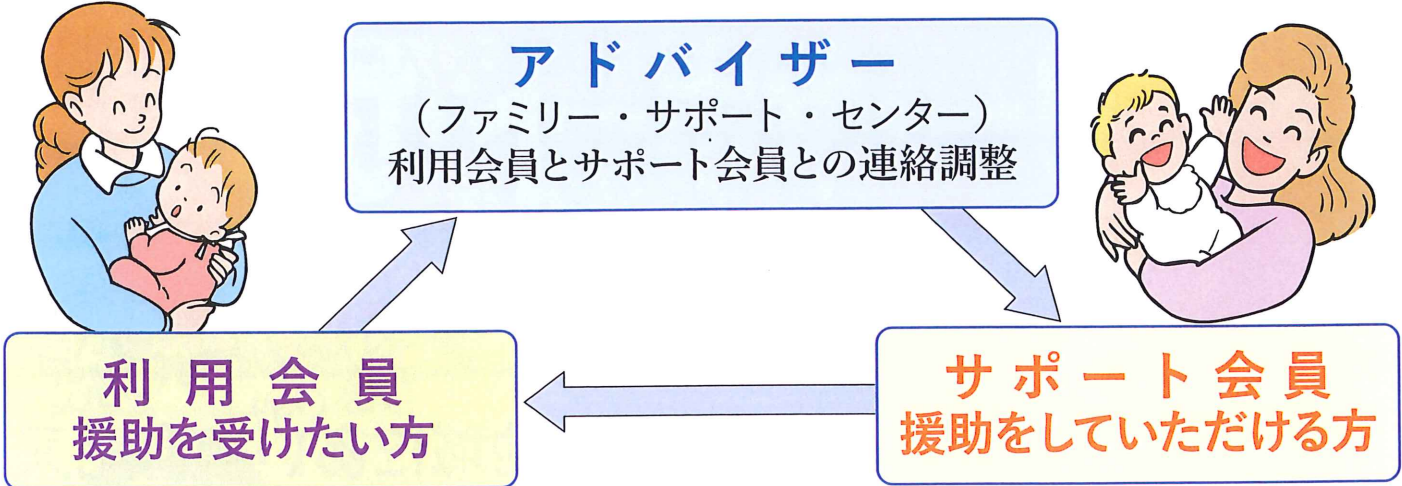 アドバイザー
（ファミリー・サポート・センター）
利用会員とサポート会員との連絡調整
利用会員
援助を受けたい方
サポート会員
援助をしていただける方